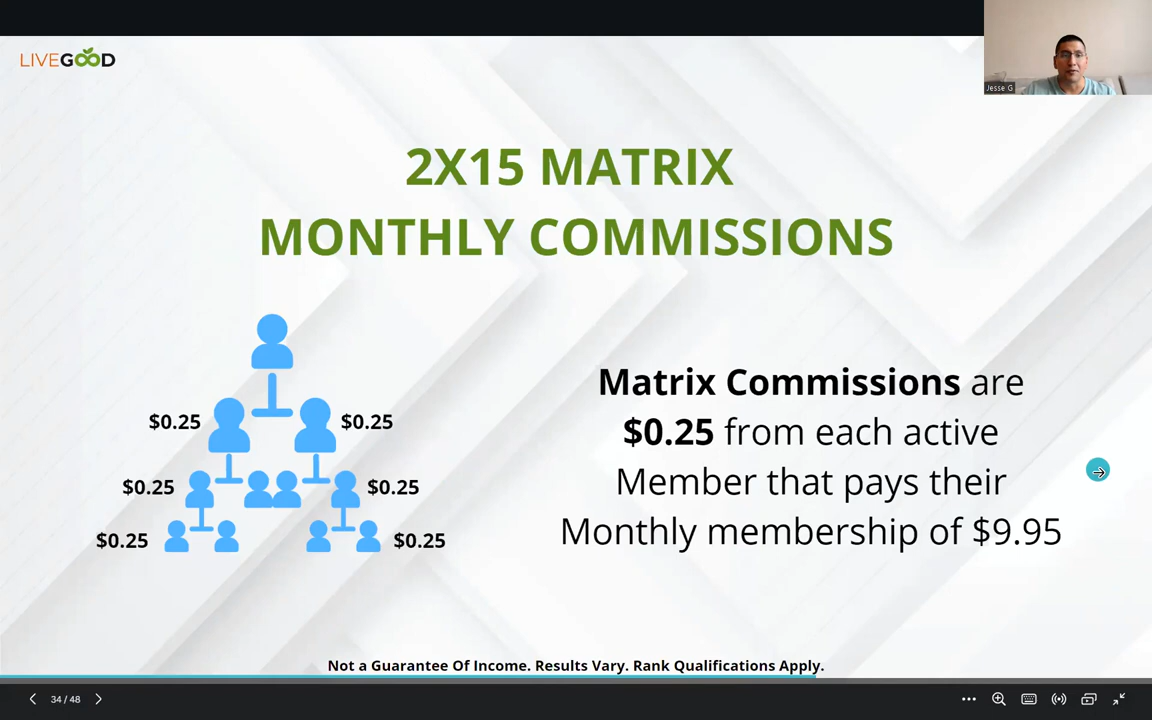 LIVEGOOD
Jesse G
2X15 MATRIX
MONTHLY COMMISSIONS
$0.25
$0.25
$0.25
$0.25
$0.25
$0.25
Matrix Commissions are
$0.25 from each active
Member that pays their
Monthly membership of $9.95
Not a Guarantee Of Income. Results Vary. Rank Qualifications Apply.
34 / 48